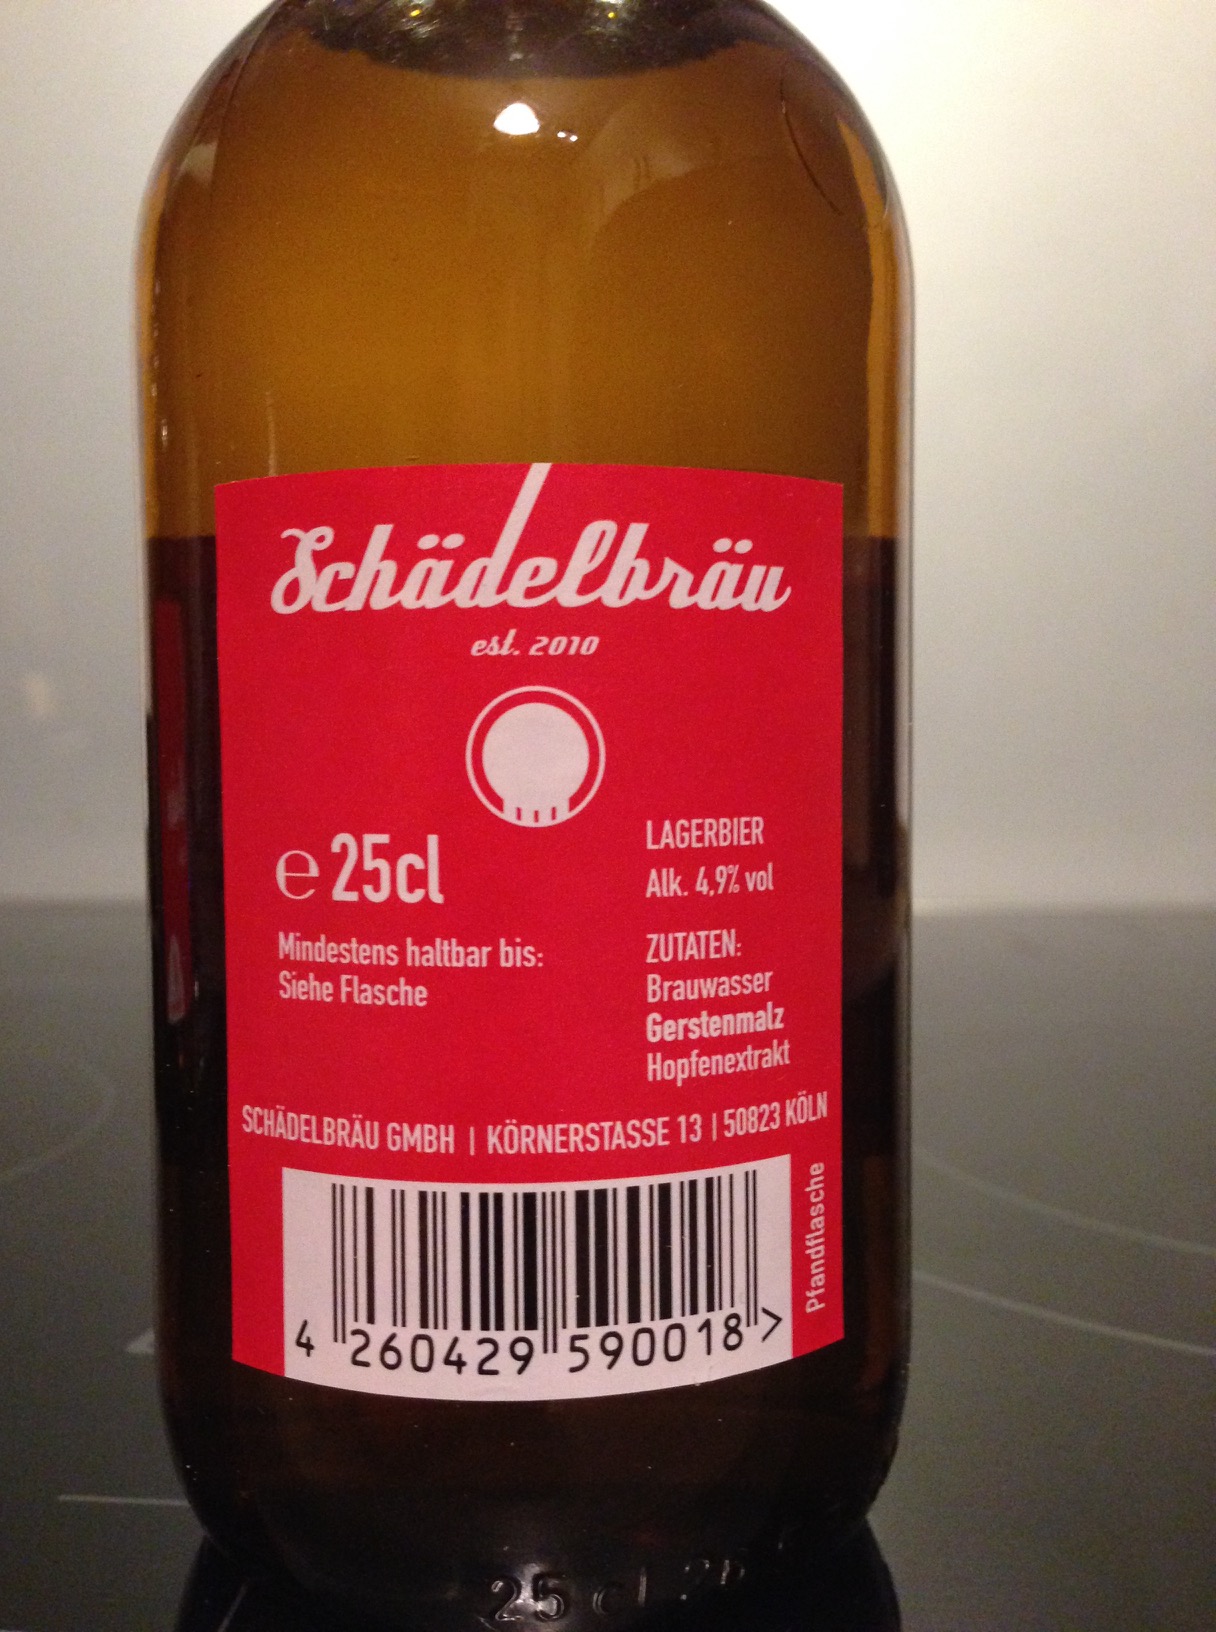 Schädelbräu
est. 2010
℮ 25cl
Mindestens haltbar bis:
Siehe Flasche
LAGERBIER
Alk. 4,9% vol
ZUTATEN:
Brauwasser
Gerstenmalz
Hopfenextrakt
SCHÄDELBRÄU GMBH | KÖRNERSTASSE 13 | 50823 KÖLN
Pfandflasche
4 260429 590018 >
25 cl